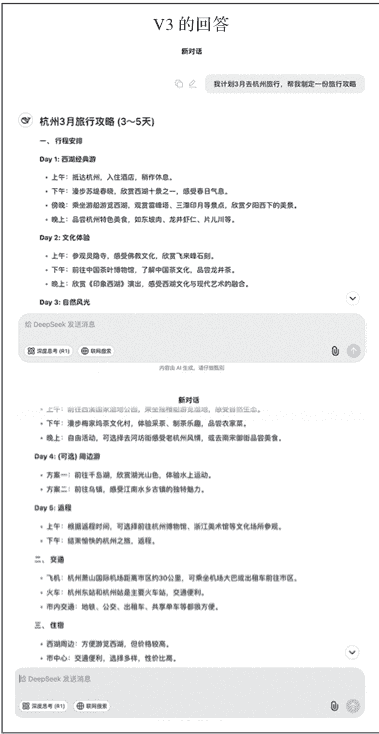 V3 的回答
新对话
我计划3月去杭州旅行，帮我制定一份旅行攻略
杭州3月旅行攻略 (3～5天)
一、行程安排
Day 1: 西湖经典游
• 上午：抵达杭州，入住酒店，稍作休息。
• 下午：漫步苏堤春晓，欣赏西湖十景之一，感受春日气息。
• 傍晚：乘坐游船游览西湖，观赏雷峰塔、三潭印月等景点，欣赏夕阳西下的美景。
• 晚上：品尝杭州特色美食，如东坡肉、龙井虾仁、片儿川等。
Day 2: 文化体验
• 上午：参观灵隐寺，感受佛教文化，欣赏飞来峰石刻。
• 下午：前往中国茶叶博物馆，了解中国茶文化，品尝龙井茶。
• 晚上：欣赏《印象西湖》演出，感受西湖文化与现代艺术的融合。
Day 3: 自然风光
给 DeepSeek 发送消息
深度思考 (R1) 联网搜索
内容由 AI 生成，请仔细甄别
新对话
• 上午：前往西溪国家湿地公园，乘坐摇橹船游览湿地，感受自然生态。
• 下午：漫步梅家坞茶文化村，体验采茶、制茶乐趣，品尝农家菜。
• 晚上：自由活动，可选择去河坊街感受老杭州风情，或去南宋御街品尝美食。
Day 4: (可选) 周边游
• 方案一：前往千岛湖，欣赏湖光山色，体验水上运动。
• 方案二：前往乌镇，感受江南水乡古镇的独特魅力。
Day 5: 返程
• 上午：根据返程时间，可选择前往杭州博物馆、浙江美术馆等文化场所参观。
• 下午：结束愉快的杭州之旅，返程。
二、交通
• 飞机：杭州萧山国际机场距离市区约30公里，可乘坐机场大巴或出租车前往市区。
• 火车：杭州东站和杭州站是主要火车站，交通便利。
• 市内交通：地铁、公交、出租车、共享单车等都很方便。
三、住宿
• 西湖周边：方便游览西湖，但价格较高。
• 市中心：交通便利，选择多样，性价比高。
给 DeepSeek 发送消息
深度思考 (R1) 联网搜索